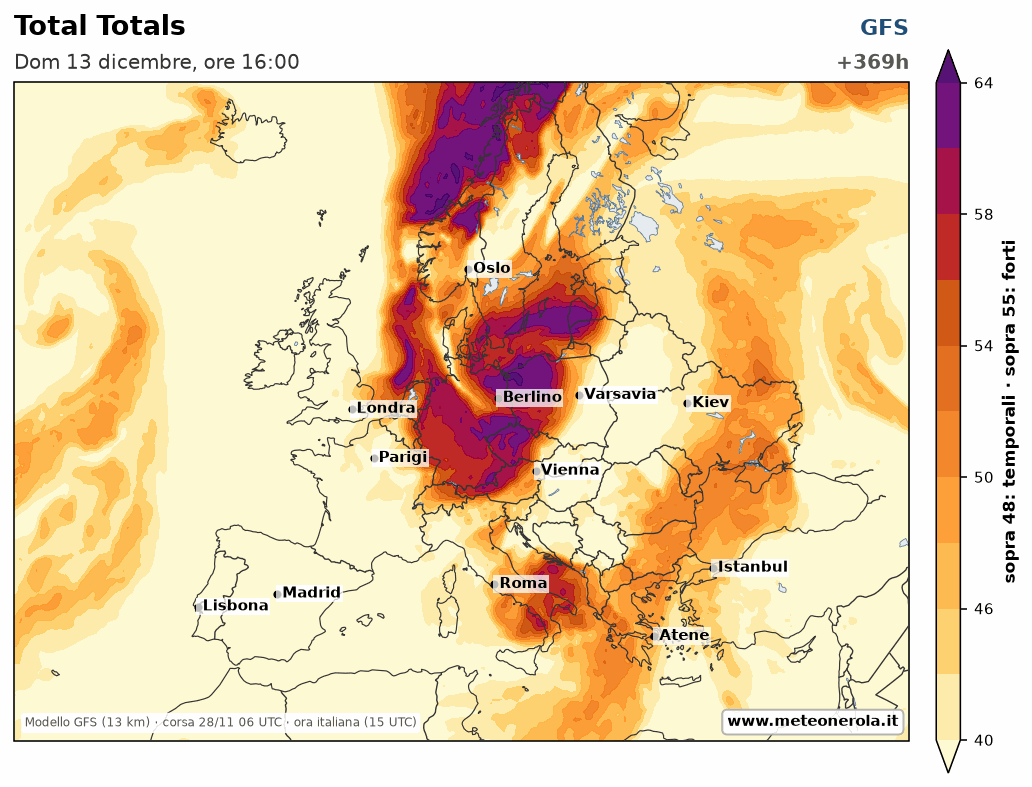 Total Totals
GFS
Dom 13 dicembre, ore 16:00
+369h
64
58
54
50
46
40
sopra 48: temporali · sopra 55: forti
Oslo
Berlino
Varsavia
Kiev
Londra
Parigi
Vienna
Istanbul
Roma
Madrid
Lisbona
Atene
Modello GFS (13 km) · corsa 28/11 06 UTC · ora italiana (15 UTC)
www.meteonerola.it